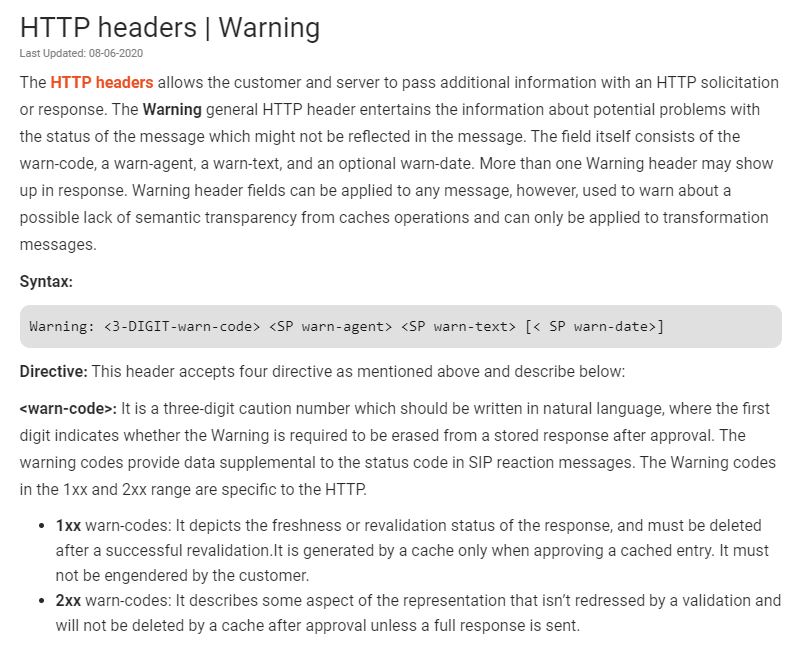 HTTP headers | Warning
Last Updated: 08-06-2020
The HTTP headers allows the customer and server to pass additional information with an HTTP solicitation
or response. The Warning general HTTP header entertains the information about potential problems with
the status of the message which might not be reflected in the message. The field itself consists of the
warn-code, a warn-agent, a warn-text, and an optional warn-date. More than one Warning header may show
up in response. Warning header fields can be applied to any message, however, used to warn about a
possible lack of semantic transparency from caches operations and can only be applied to transformation
messages.
Syntax:
Warning: <3-DIGIT-warn-code> <SP warn-agent> <SP warn-text> [< SP warn-date>]
Directive: This header accepts four directive as mentioned above and describe below:
<warn-code>: It is a three-digit caution number which should be written in natural language, where the first
digit indicates whether the Warning is required to be erased from a stored response after approval. The
warning codes provide data supplemental to the status code in SIP reaction messages. The Warning codes
in the 1xx and 2xx range are specific to the HTTP.
• 1xx warn-codes: It depicts the freshness or revalidation status of the response, and must be deleted
after a successful revalidation.It is generated by a cache only when approving a cached entry. It must
not be engendered by the customer.
• 2xx warn-codes: It describes some aspect of the representation that isn’t redressed by a validation and
will not be deleted by a cache after approval unless a full response is sent.